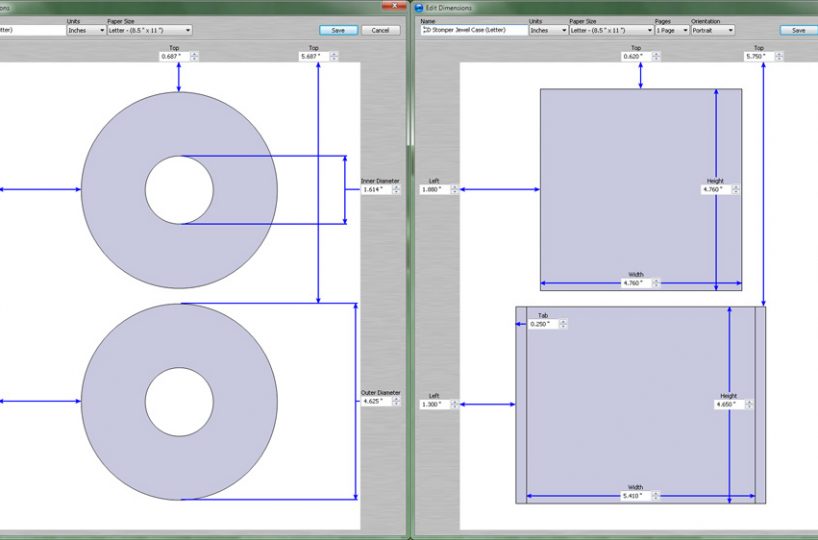 ons
Edit Dimensions
Units
Paper Size
tter)
Inches
Letter - (8.5 " x 11 ")
Save
Cancel
Top
0.687 "
Top
5.687 "
Inner Diameter
1.614 "
Outer Diameter
4.625 "
Name
Units
Paper Size
Pages
Orientation
CD Stomper Jewel Case (Letter)
Inches
Letter - (8.5 " x 11 ")
1 Page
Portrait
Save
Top
0.620 "
Top
5.750 "
Left
1.880 "
Height
4.760 "
Width
4.760 "
Tab
0.250 "
Left
1.300 "
Height
4.650 "
Width
5.410 "